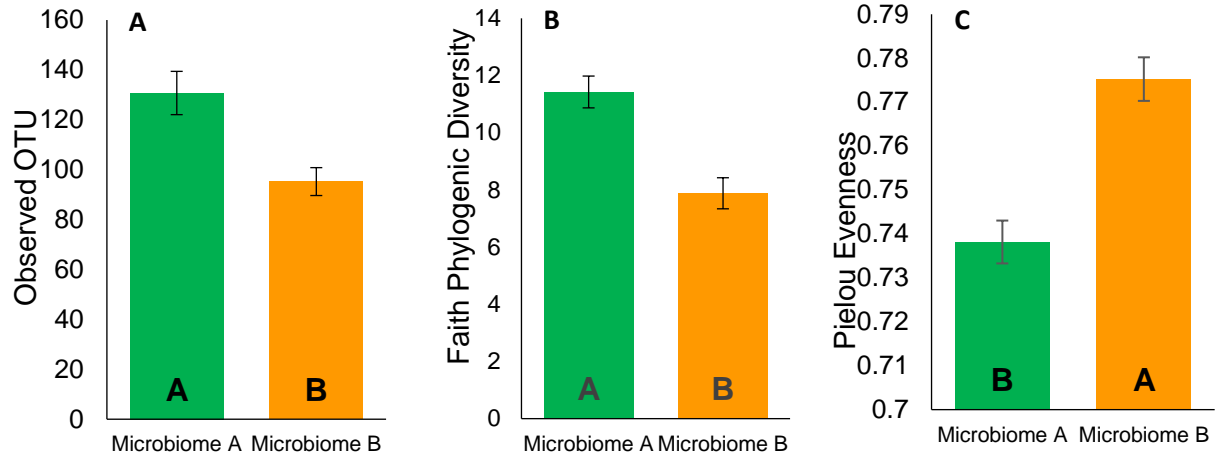 A
Observed OTU
160
140
120
100
80
60
40
20
0
A
B
Microbiome A Microbiome B
B
Faith Phylogenic Diversity
14
12
10
8
6
4
2
0
A
B
Microbiome A Microbiome B
C
Pielou Evenness
0.79
0.78
0.77
0.76
0.75
0.74
0.73
0.72
0.71
0.7
B
A
Microbiome A Microbiome B